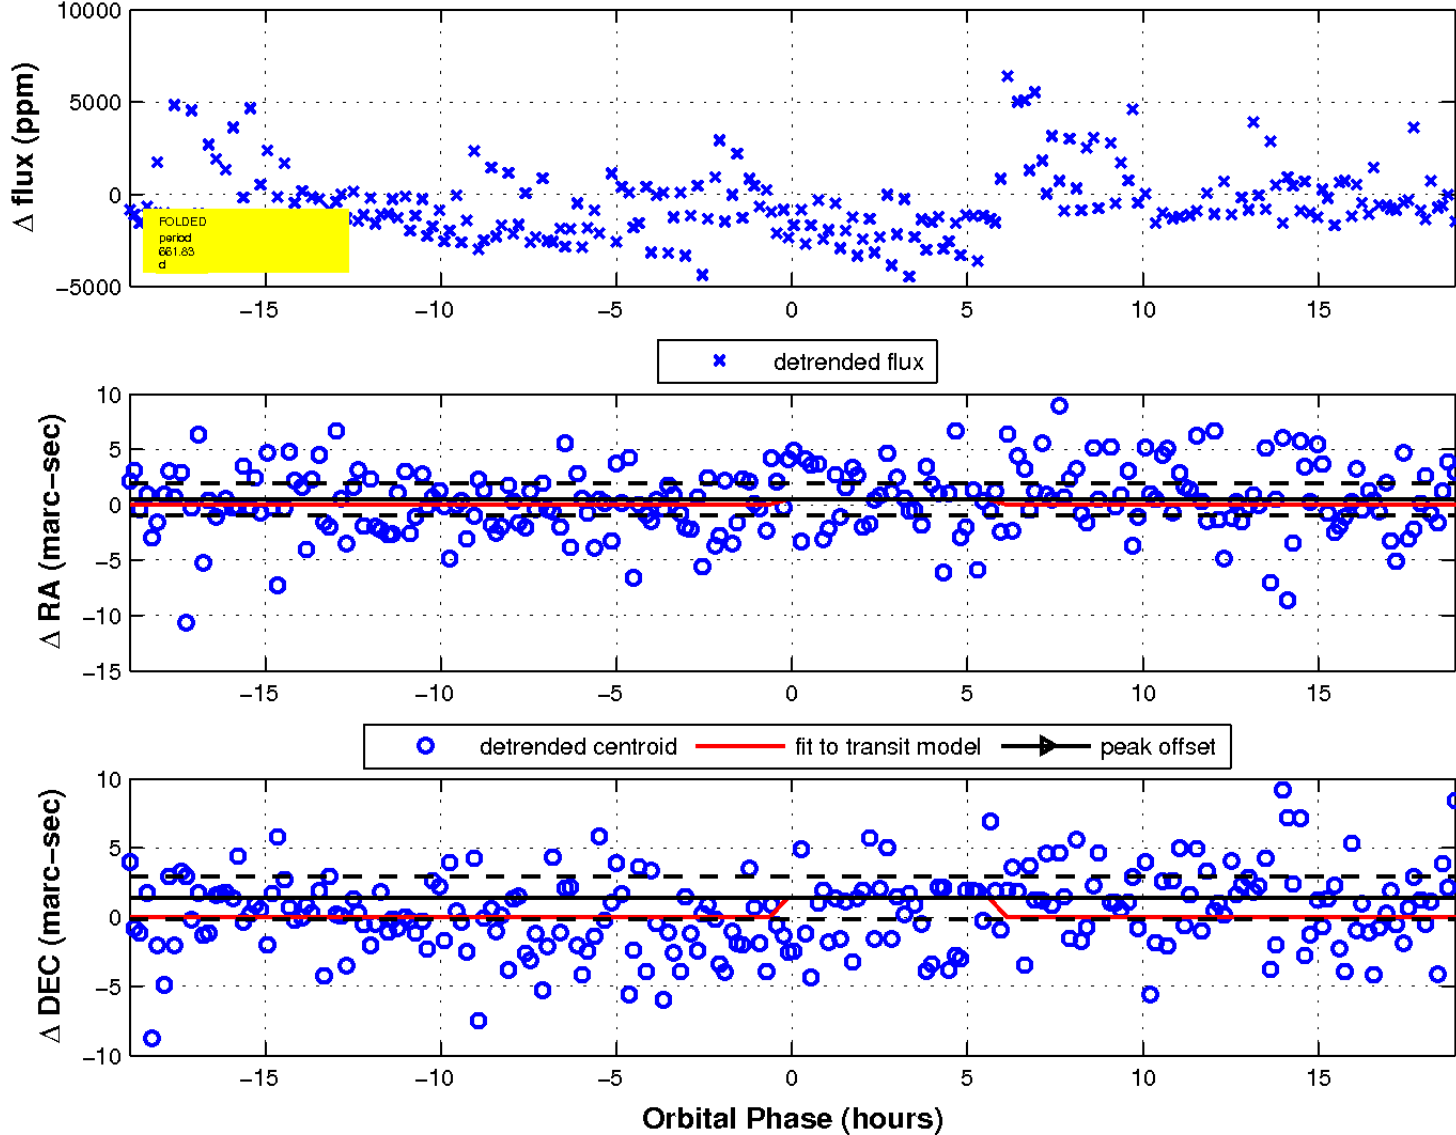 10000
5000
0
−5000
Δ flux (ppm)
FOLDED
period
661.83
d
−15 −10 −5 0 5 10 15
detrended flux
10
5
0
−5
−10
−15
Δ RA (marc−sec)
−15 −10 −5 0 5 10 15
detrended centroid fit to transit model peak offset
10
5
0
−5
−10
Δ DEC (marc−sec)
−15 −10 −5 0 5 10 15
Orbital Phase (hours)